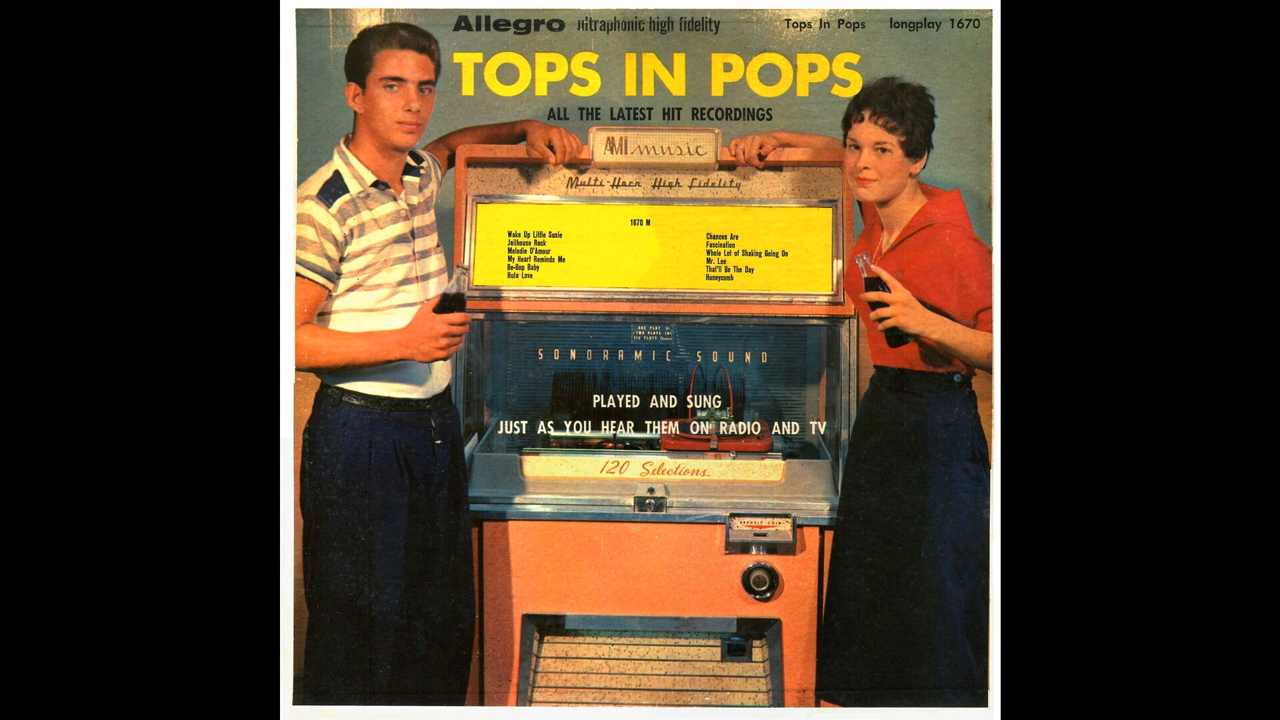 Allegro ultraphonic high fidelity
Tops In Pops longplay 1670
TOPS IN POPS
ALL THE LATEST HIT RECORDINGS
AMI music
Multi-Horn High Fidelity
1670 M
Wake Up Little Susie
Jailhouse Rock
Melodie D'Amour
My Heart Reminds Me
Be-Bop Baby
Hula Love
Chances Are
Fascination
Whole Lot of Shaking Going On
Mr. Lee
That'll Be The Day
Honeycomb
SONORAMIC SOUND
PLAYED AND SUNG
JUST AS YOU HEAR THEM ON RADIO AND TV
120 Selections